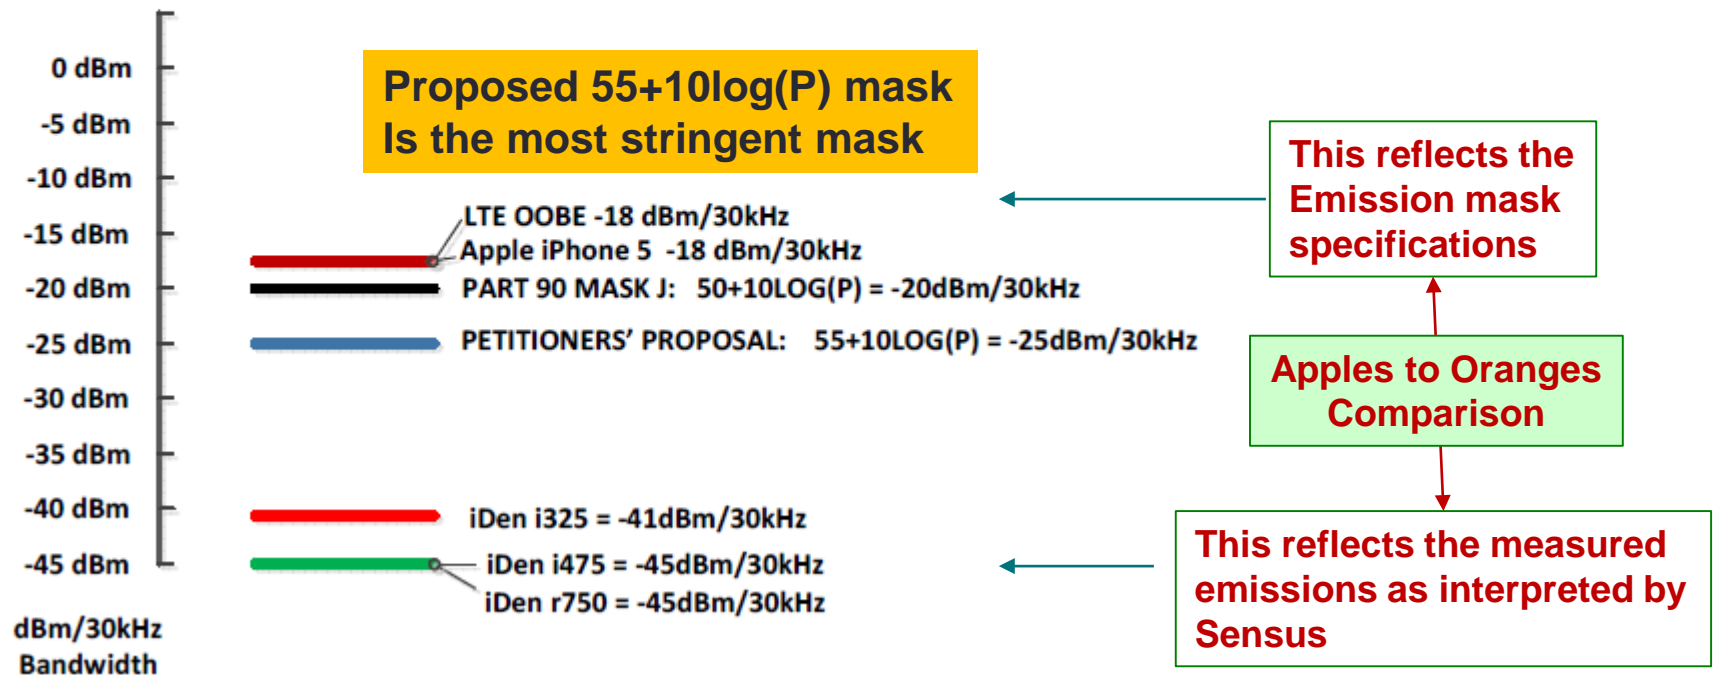 0 dBm
-5 dBm
-10 dBm
-15 dBm
-20 dBm
-25 dBm
-30 dBm
-35 dBm
-40 dBm
-45 dBm
dBm/30kHz
Bandwidth
Proposed 55+10log(P) mask
Is the most stringent mask
LTE OOBE -18 dBm/30kHz
Apple iPhone 5 -18 dBm/30kHz
PART 90 MASK J: 50+10LOG(P) = -20dBm/30kHz
PETITIONERS' PROPOSAL: 55+10LOG(P) = -25dBm/30kHz
iDen i325 = -41dBm/30kHz
iDen i475 = -45dBm/30kHz
iDen r750 = -45dBm/30kHz
This reflects the
Emission mask
specifications
Apples to Oranges
Comparison
This reflects the measured
emissions as interpreted by
Sensus